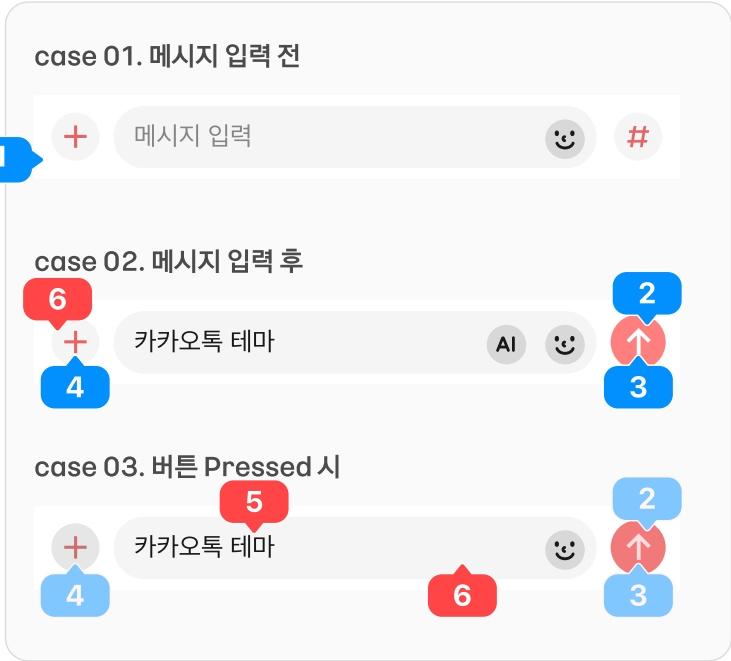 case 01. 메시지 입력 전
+ 메시지 입력 #
case 02. 메시지 입력 후
6 2
+ 카카오톡 테마 AI
4 3
case 03. 버튼 Pressed 시
5 2
+ 카카오톡 테마
4 6 3